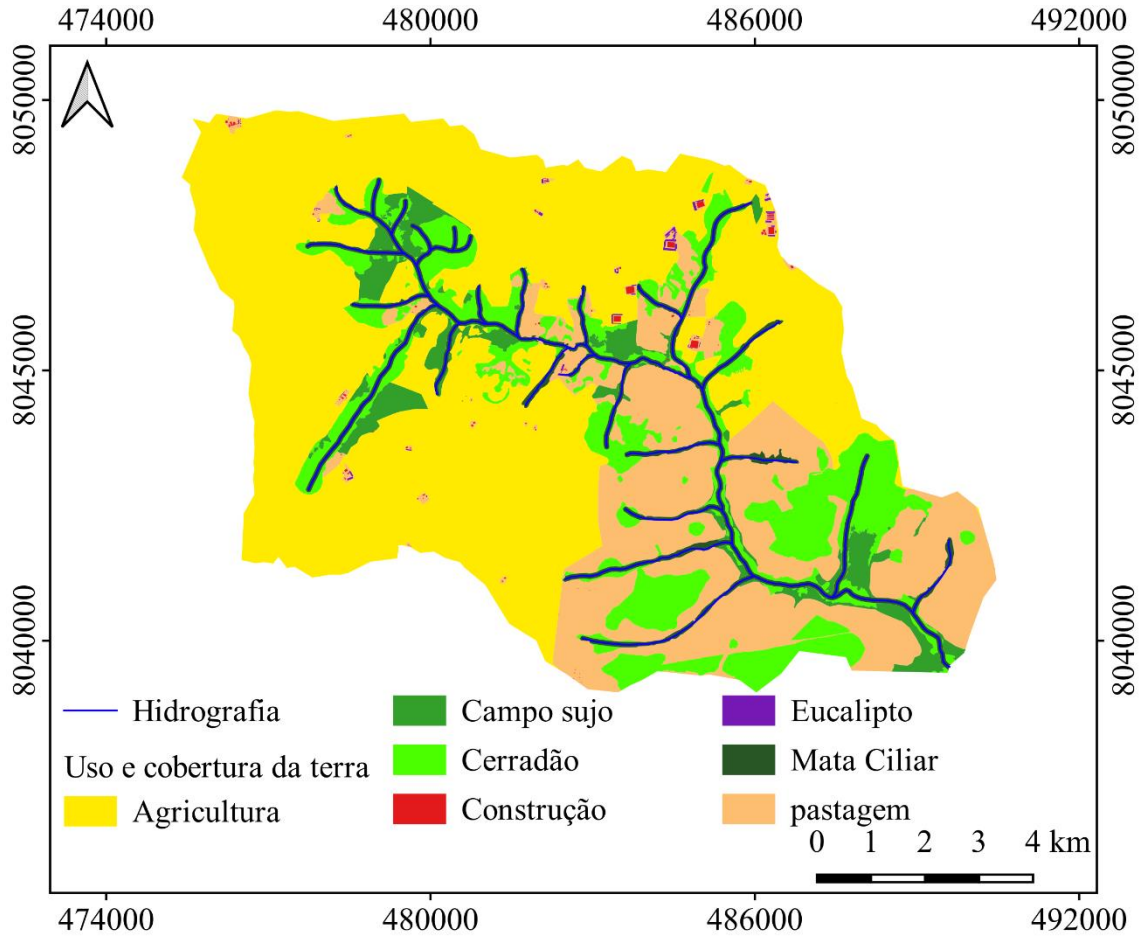 474000 480000 486000 492000
8050000 8050000
8045000 8045000
8040000 8040000
Hidrografia
Uso e cobertura da terra
Agricultura
Campo sujo
Cerradão
Construção
Eucalipto
Mata Ciliar
pastagem
0 1 2 3 4 km
474000 480000 486000 492000